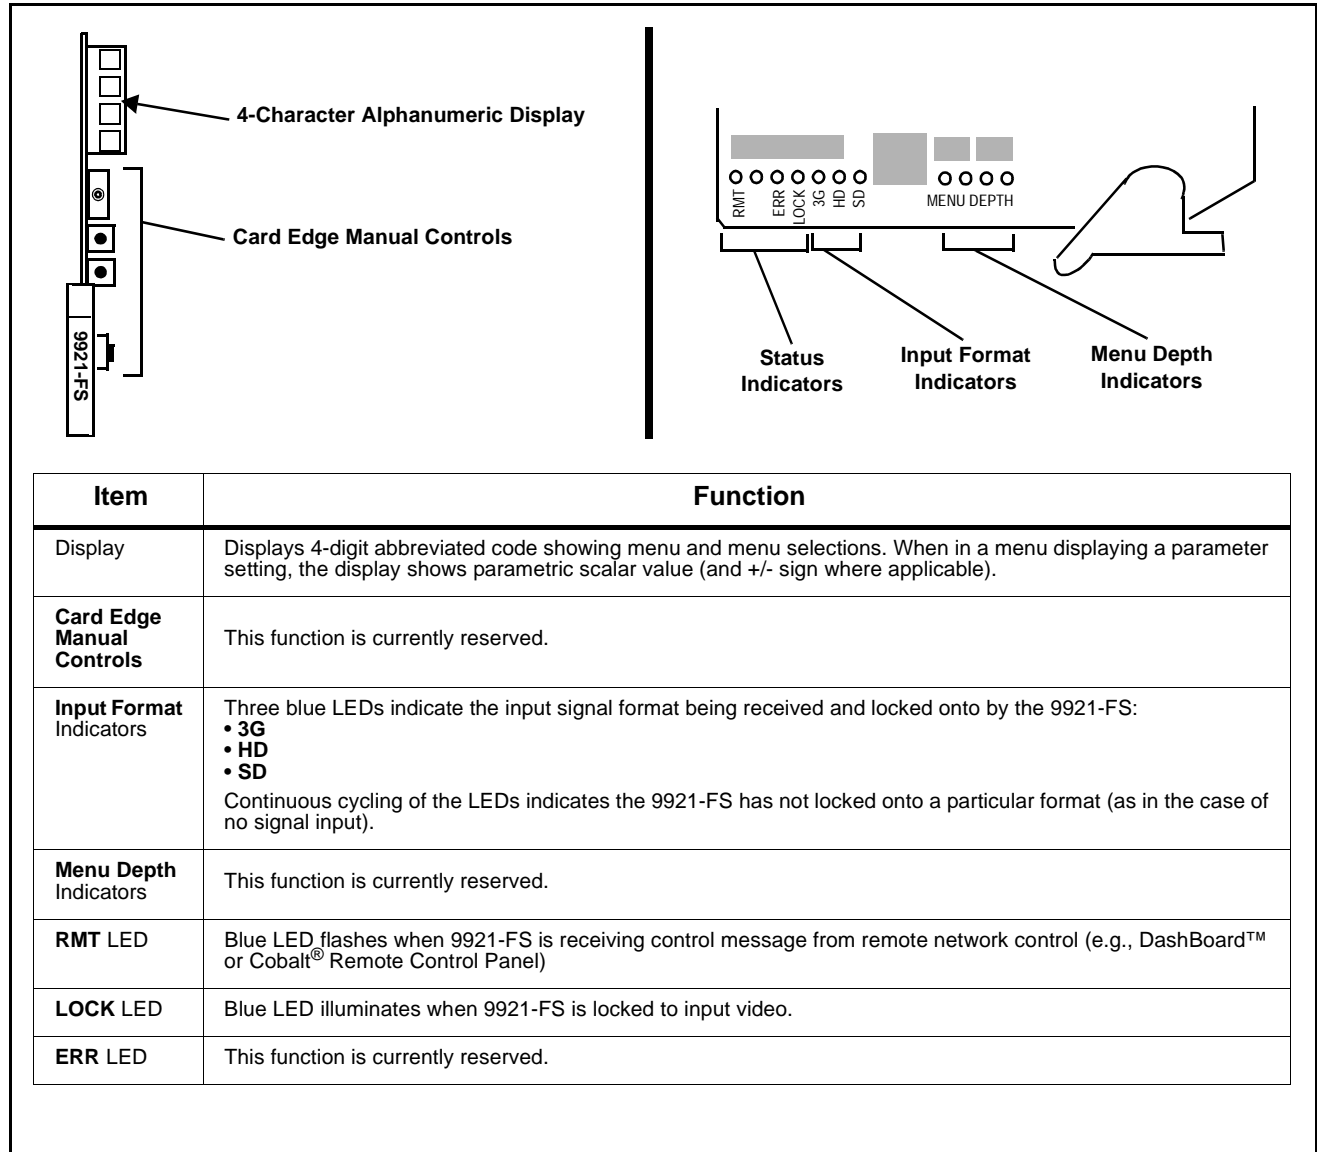 4-Character Alphanumeric Display
Card Edge Manual Controls
9921-FS
RMT
ERR
LOCK
3G
HD
SD
MENU DEPTH
Status
Indicators
Input Format
Indicators
Menu Depth
Indicators
Item
Function
Display
Displays 4-digit abbreviated code showing menu and menu selections. When in a menu displaying a parameter
setting, the display shows parametric scalar value (and +/- sign where applicable).
Card Edge
Manual
Controls
This function is currently reserved.
Input Format
Indicators
Three blue LEDs indicate the input signal format being received and locked onto by the 9921-FS:
• 3G
• HD
• SD
Continuous cycling of the LEDs indicates the 9921-FS has not locked onto a particular format (as in the case of
no signal input).
Menu Depth
Indicators
This function is currently reserved.
RMT LED
Blue LED flashes when 9921-FS is receiving control message from remote network control (e.g., DashBoard™
or Cobalt® Remote Control Panel)
LOCK LED
Blue LED illuminates when 9921-FS is locked to input video.
ERR LED
This function is currently reserved.